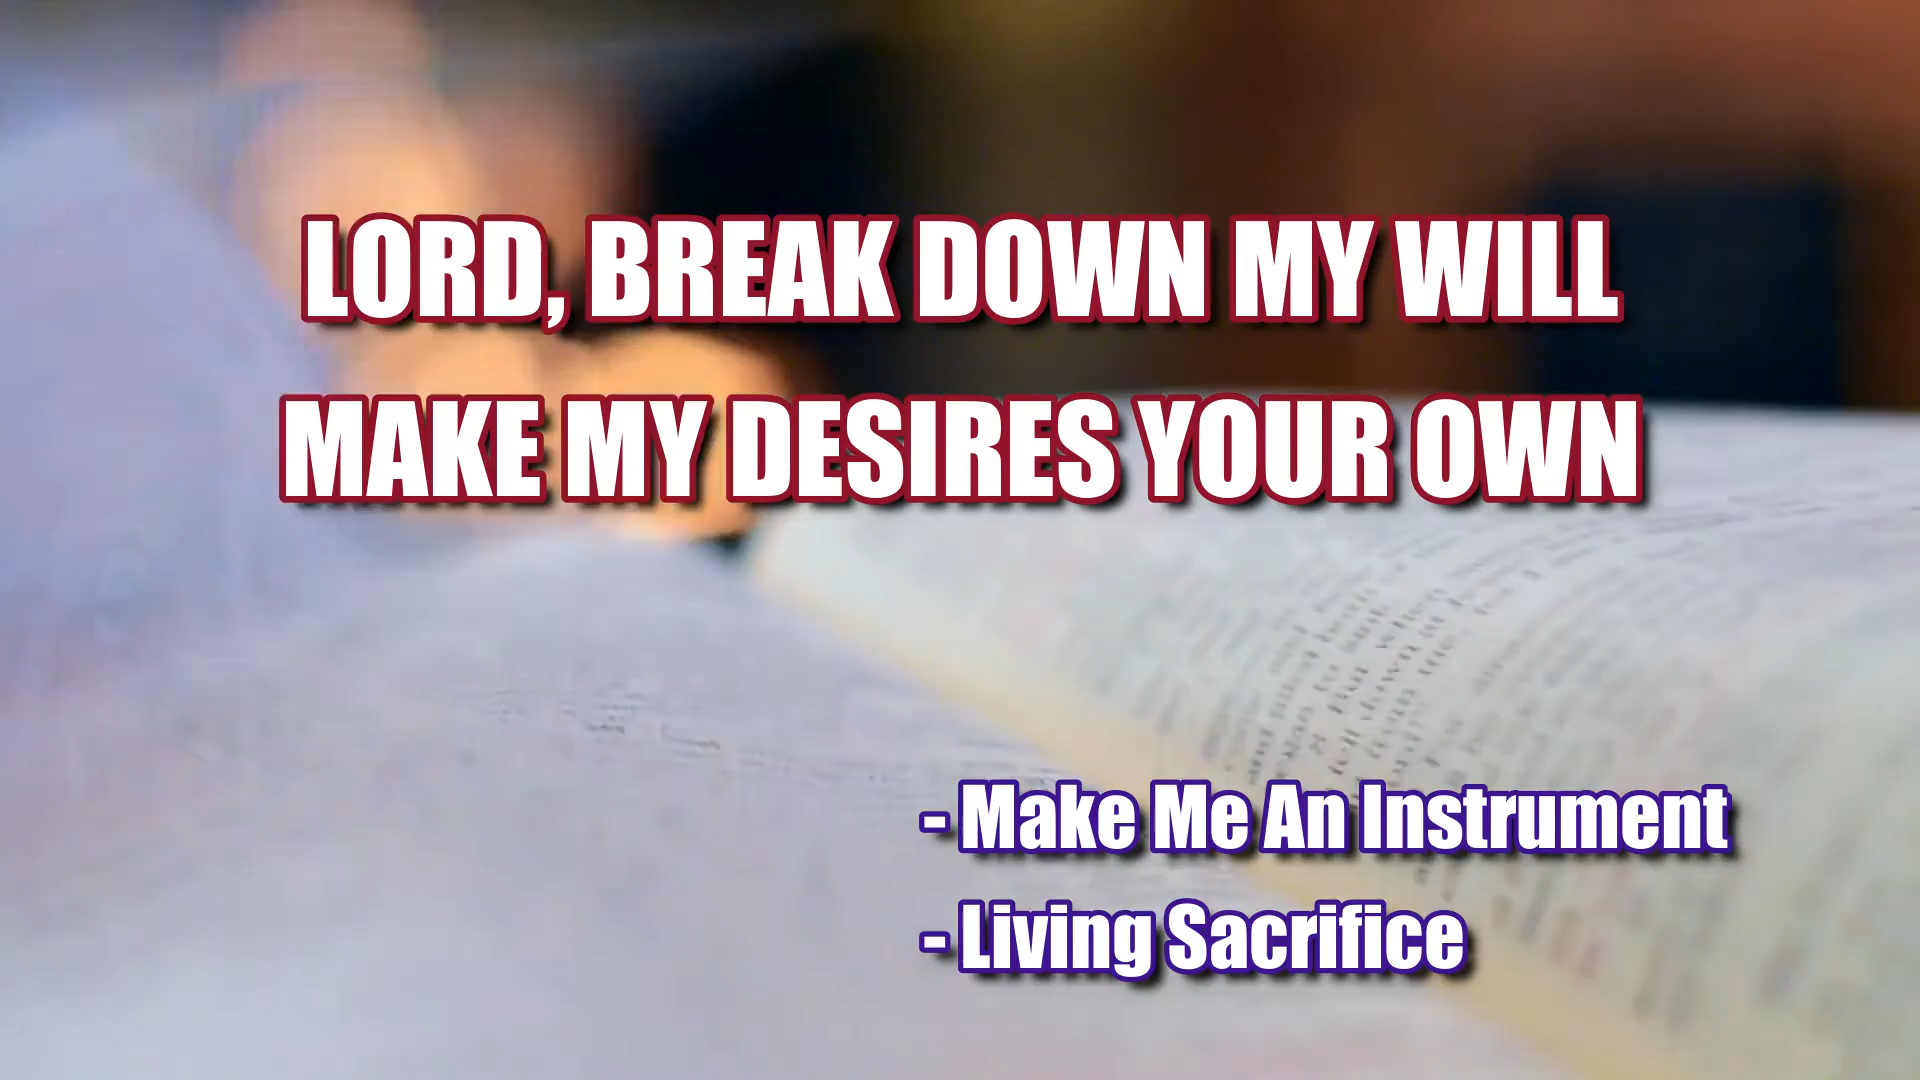 LORD, BREAK DOWN MY WILL
MAKE MY DESIRES YOUR OWN
- Make Me An Instrument
- Living Sacrifice